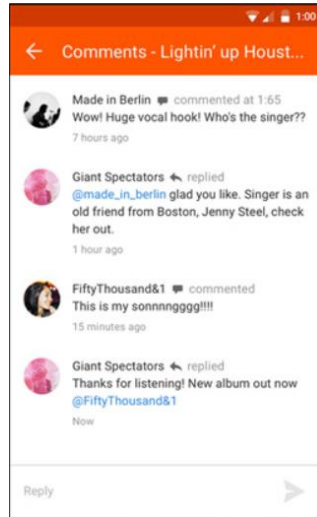 1:00
Comments - Lightin' up Houst...
Made in Berlin commented at 1:65
Wow! Huge vocal hook! Who's the singer??
7 hours ago
Giant Spectators replied
@made_in_berlin glad you like. Singer is an
old friend from Boston, Jenny Steel, check
her out.
1 hour ago
FiftyThousand&1 commented
This is my sonnnngggg!!!!
15 minutes ago
Giant Spectators replied
Thanks for listening! New album out now
@FiftyThousand&1
Now
Reply